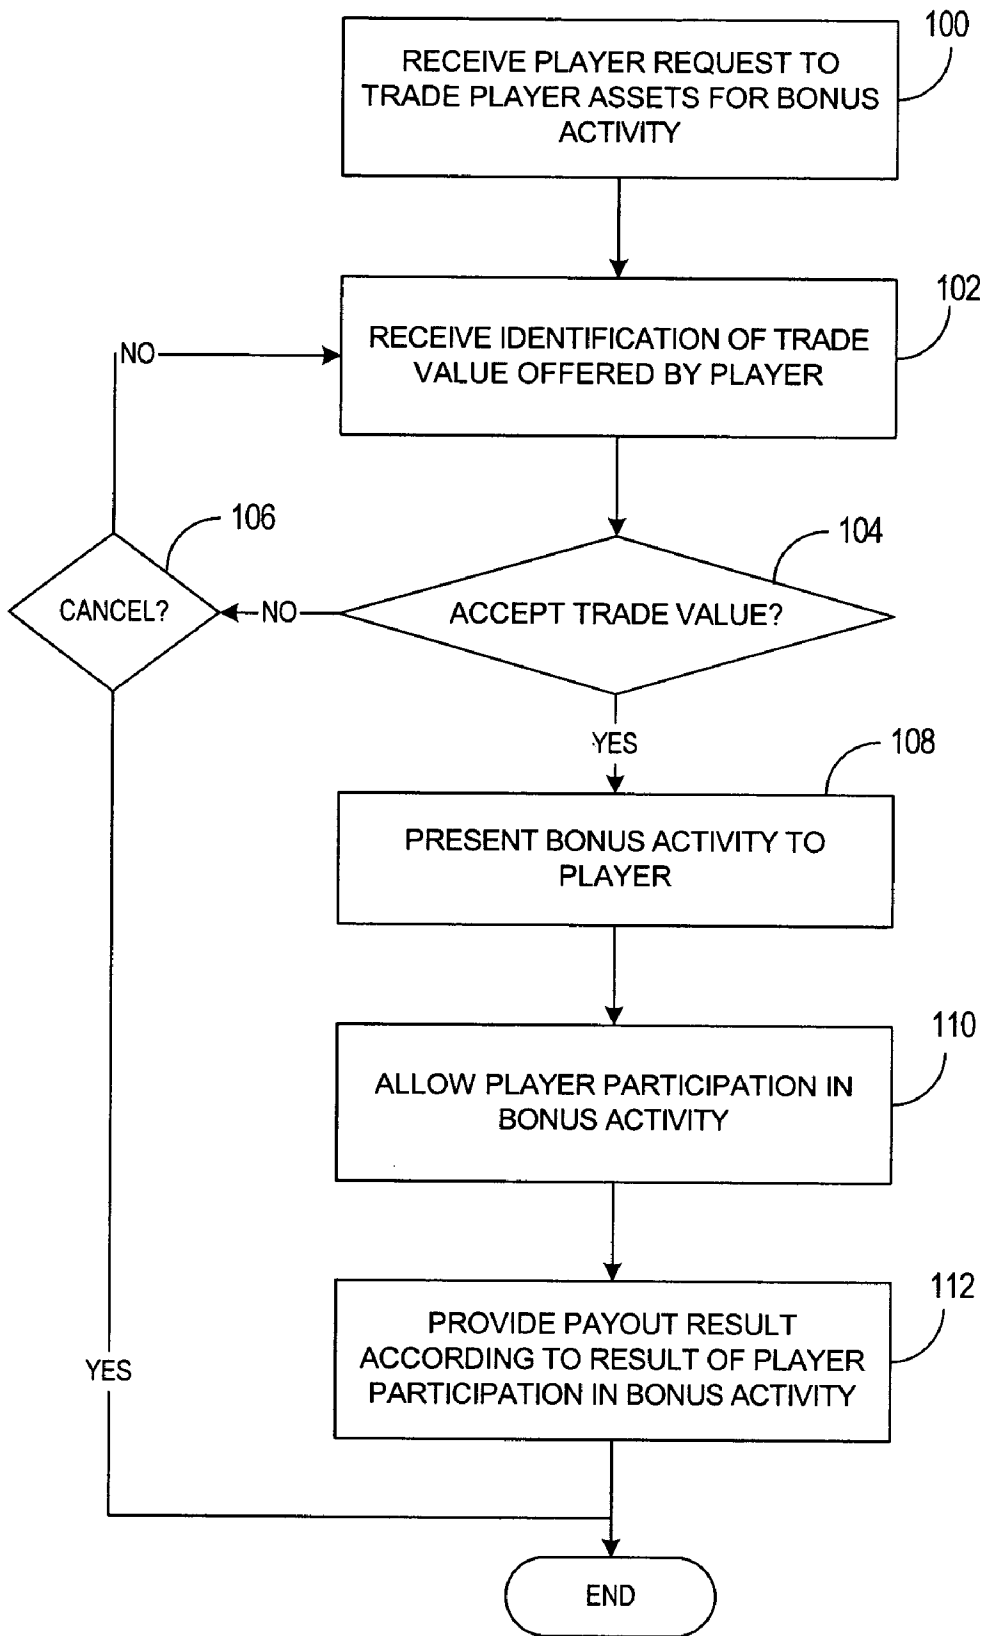 100
RECEIVE PLAYER REQUEST TO
TRADE PLAYER ASSETS FOR BONUS
ACTIVITY
102
RECEIVE IDENTIFICATION OF TRADE
VALUE OFFERED BY PLAYER
NO
106
104
CANCEL?
NO
ACCEPT TRADE VALUE?
YES
108
PRESENT BONUS ACTIVITY TO
PLAYER
110
ALLOW PLAYER PARTICIPATION IN
BONUS ACTIVITY
112
PROVIDE PAYOUT RESULT
ACCORDING TO RESULT OF PLAYER
PARTICIPATION IN BONUS ACTIVITY
YES
END